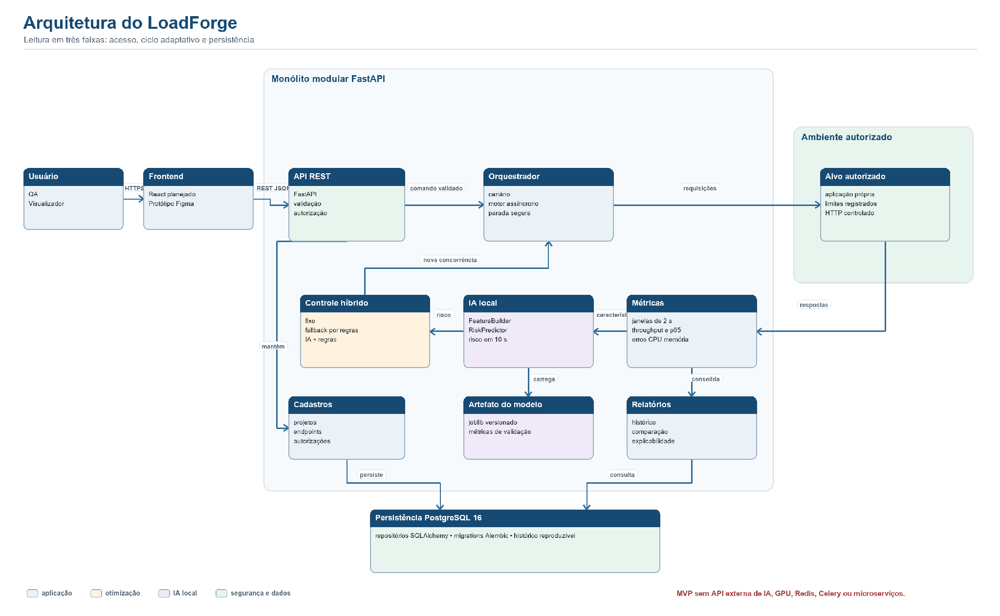 Arquitetura do LoadForge
Leitura em três faixas: acesso, ciclo adaptativo e persistência
Monólito modular FastAPI
Ambiente autorizado
Usuário
QA
Visualizador
HTTPS
Frontend
React planejado
Protótipo Figma
REST JSON
API REST
FastAPI
validação
autorização
comando validado
Orquestrador
cenário
motor assíncrono
parada segura
requisições
Alvo autorizado
aplicação própria
limites registrados
HTTP controlado
nova concorrência
respostas
Controle híbrido
fixo
fallback por regras
IA + regras
risco
IA local
FeatureBuilder
RiskPredictor
risco em 10 s
característ
Métricas
janelas de 2 s
throughput e p95
erros CPU memória
mantém
carrega
consolida
Cadastros
projetos
endpoints
autorizações
Artefato do modelo
joblib versionado
métricas de validação
Relatórios
histórico
comparação
explicabilidade
persiste
consulta
Persistência PostgreSQL 16
repositórios SQLAlchemy • migrations Alembic • histórico reproduzível
aplicação
otimização
IA local
segurança e dados
MVP sem API externa de IA, GPU, Redis, Celery ou microserviços.